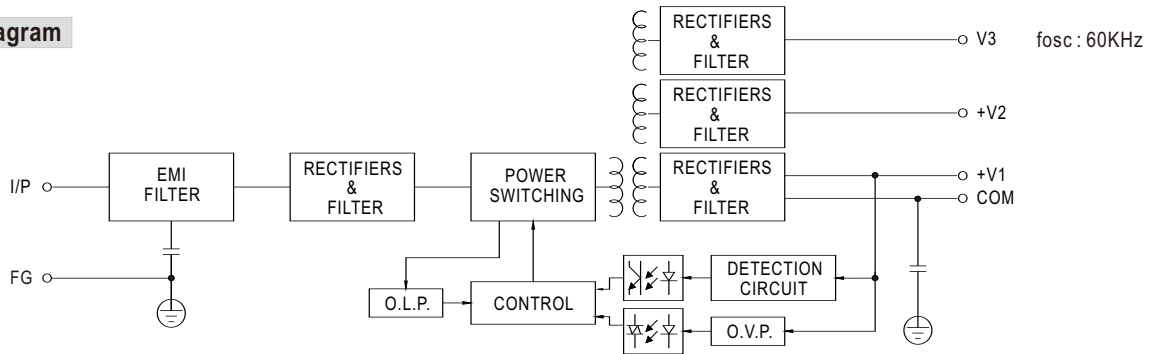 agram
RECTIFIERS
&
FILTER
V3
fosc : 60KHz
RECTIFIERS
&
FILTER
+V2
I/P
EMI
FILTER
RECTIFIERS
&
FILTER
POWER
SWITCHING
RECTIFIERS
&
FILTER
+V1
COM
FG
O.L.P.
CONTROL
DETECTION
CIRCUIT
O.V.P.